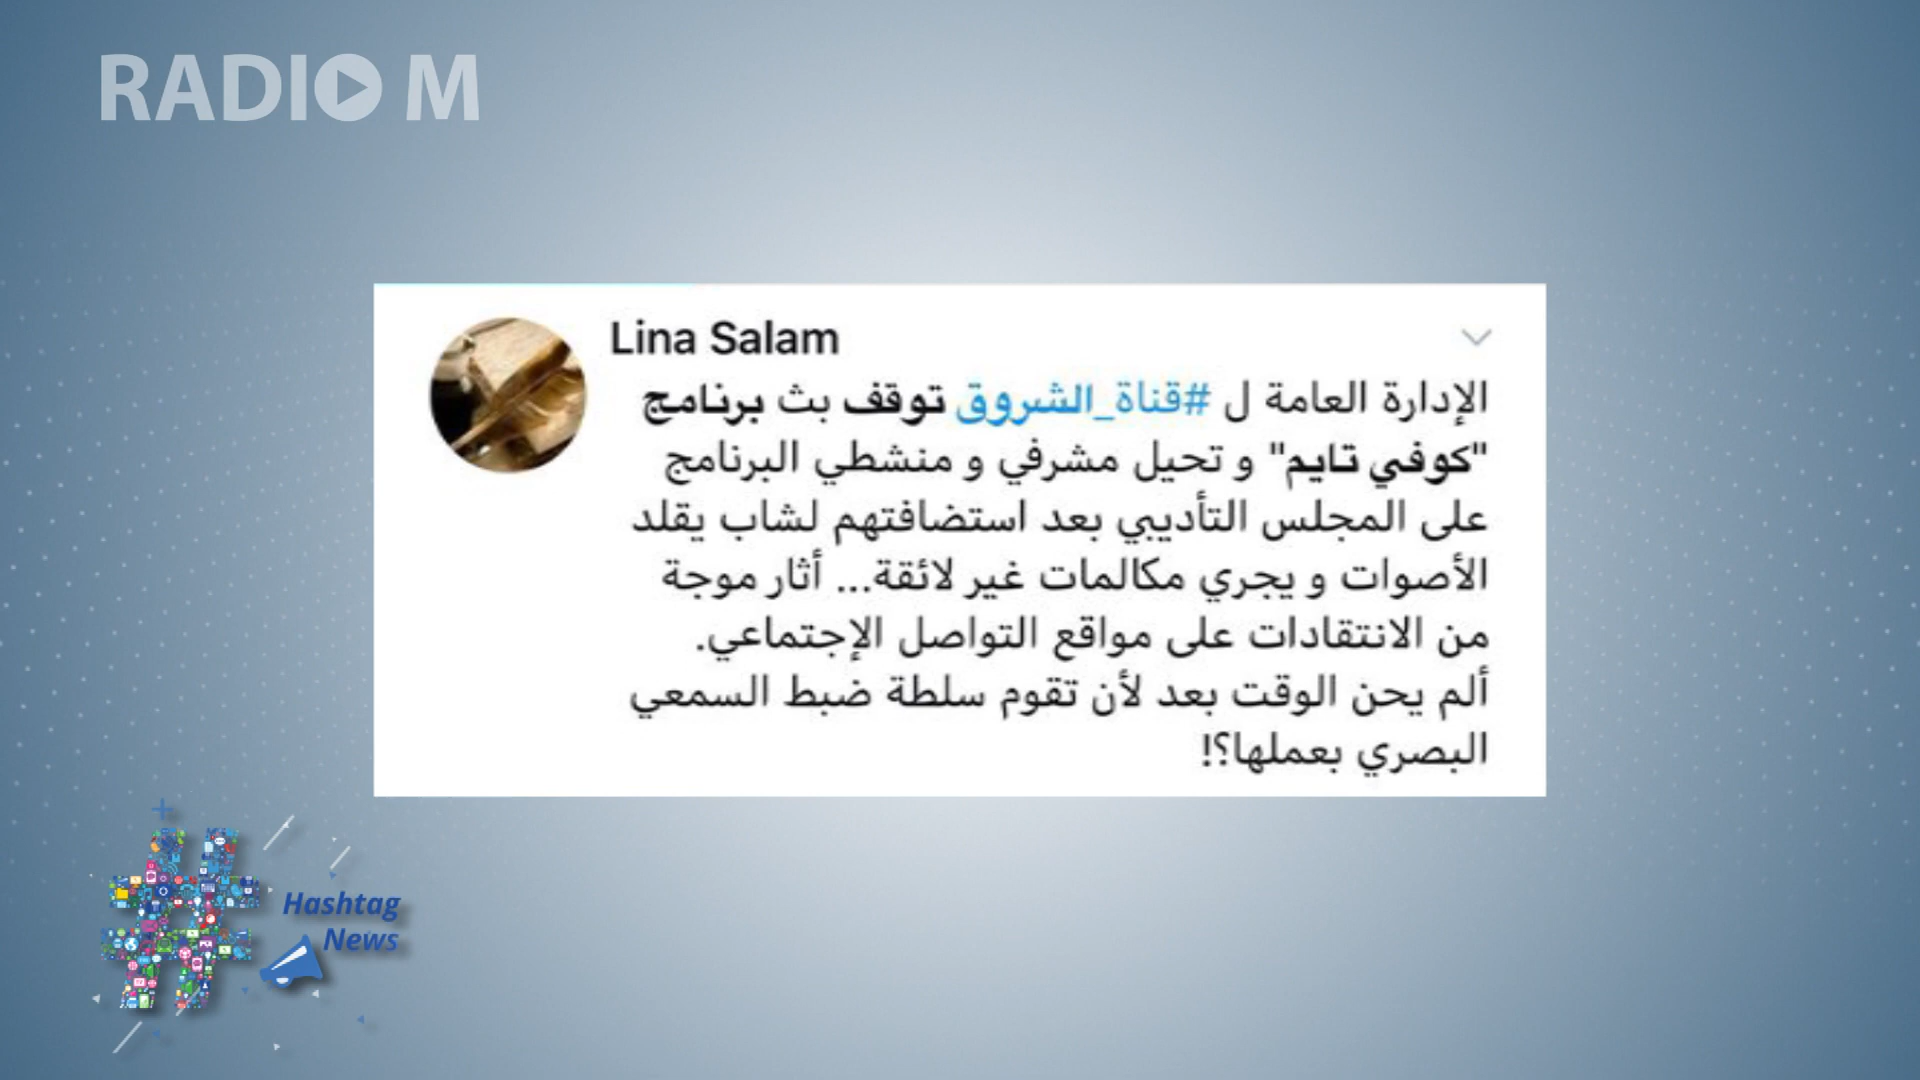 RADIO M
Lina Salam
الإدارة العامة ل #قناة_الشروق توقف بث برنامج
"كوفي تايم" و تحيل مشرفي و منشطي البرنامج
على المجلس التأديبي بعد استضافتهم لشاب يقلد
الأصوات و يجري مكالمات غير لائقة... أثار موجة
من الانتقادات على مواقع التواصل الإجتماعي.
ألم يحن الوقت بعد لأن تقوم سلطة ضبط السمعي
البصري بعملها؟!
Hashtag
News